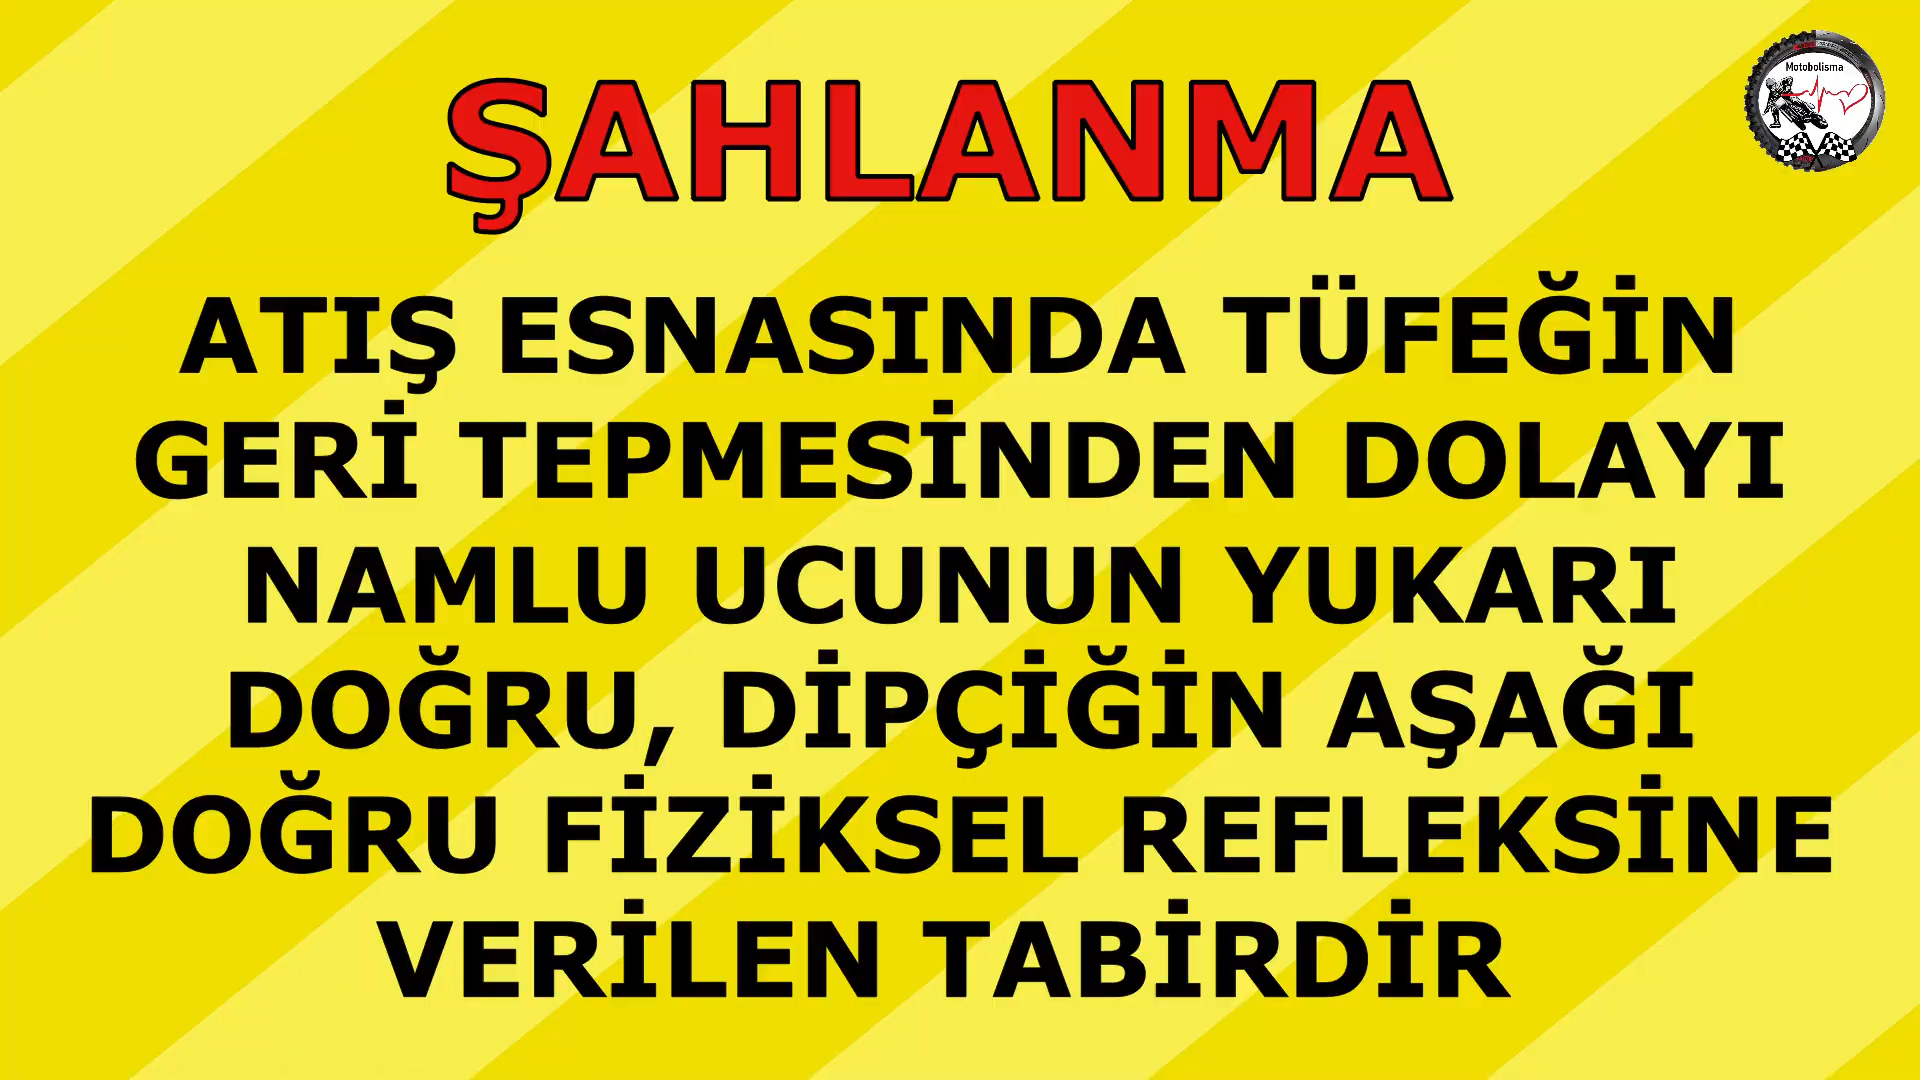 ŞAHLANMA
Motobolisma
ATIŞ ESNASINDA TÜFEĞİN
GERİ TEPMESİNDEN DOLAYI
NAMLU UCUNUN YUKARI
DOĞRU, DİPÇİĞİN AŞAĞI
DOĞRU FİZİKSEL REFLEKSİNE
VERİLEN TABİRDİR